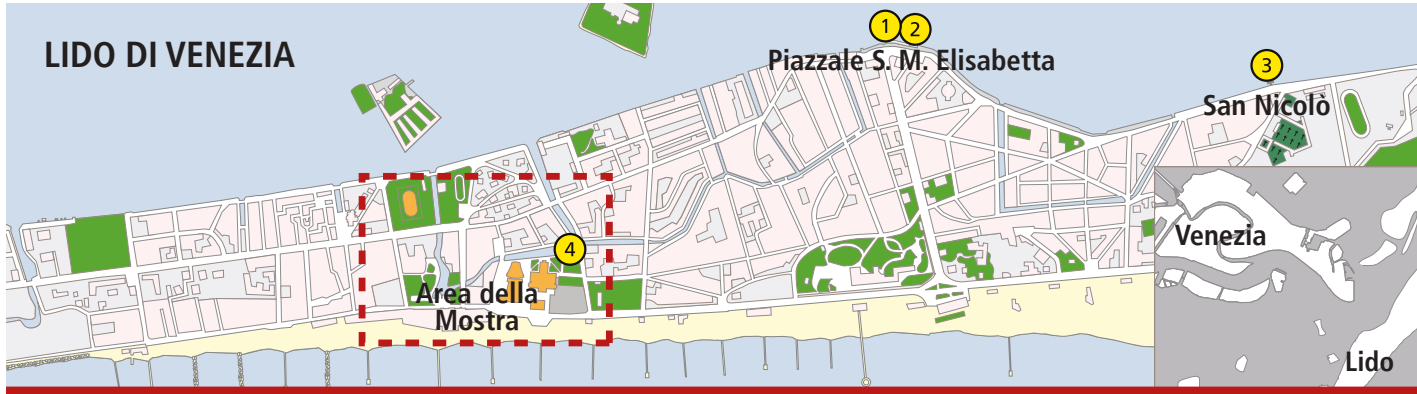 LIDO DI VENEZIA
1
2
Piazzale S. M. Elisabetta
3
San Nicolò
4
Area della
Mostra
Venezia
Lido